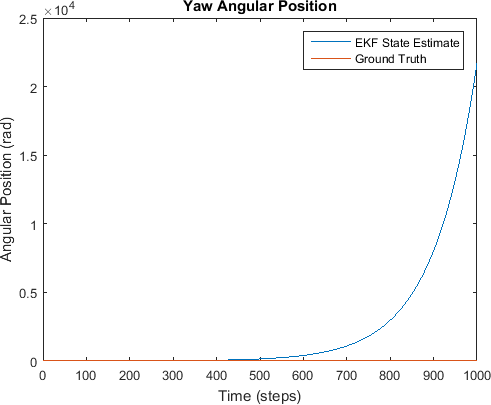 Yaw Angular Position
×10⁴
2.5
2
1.5
1
0.5
0
Angular Position (rad)
EKF State Estimate
Ground Truth
0 100 200 300 400 500 600 700 800 900 1000
Time (steps)